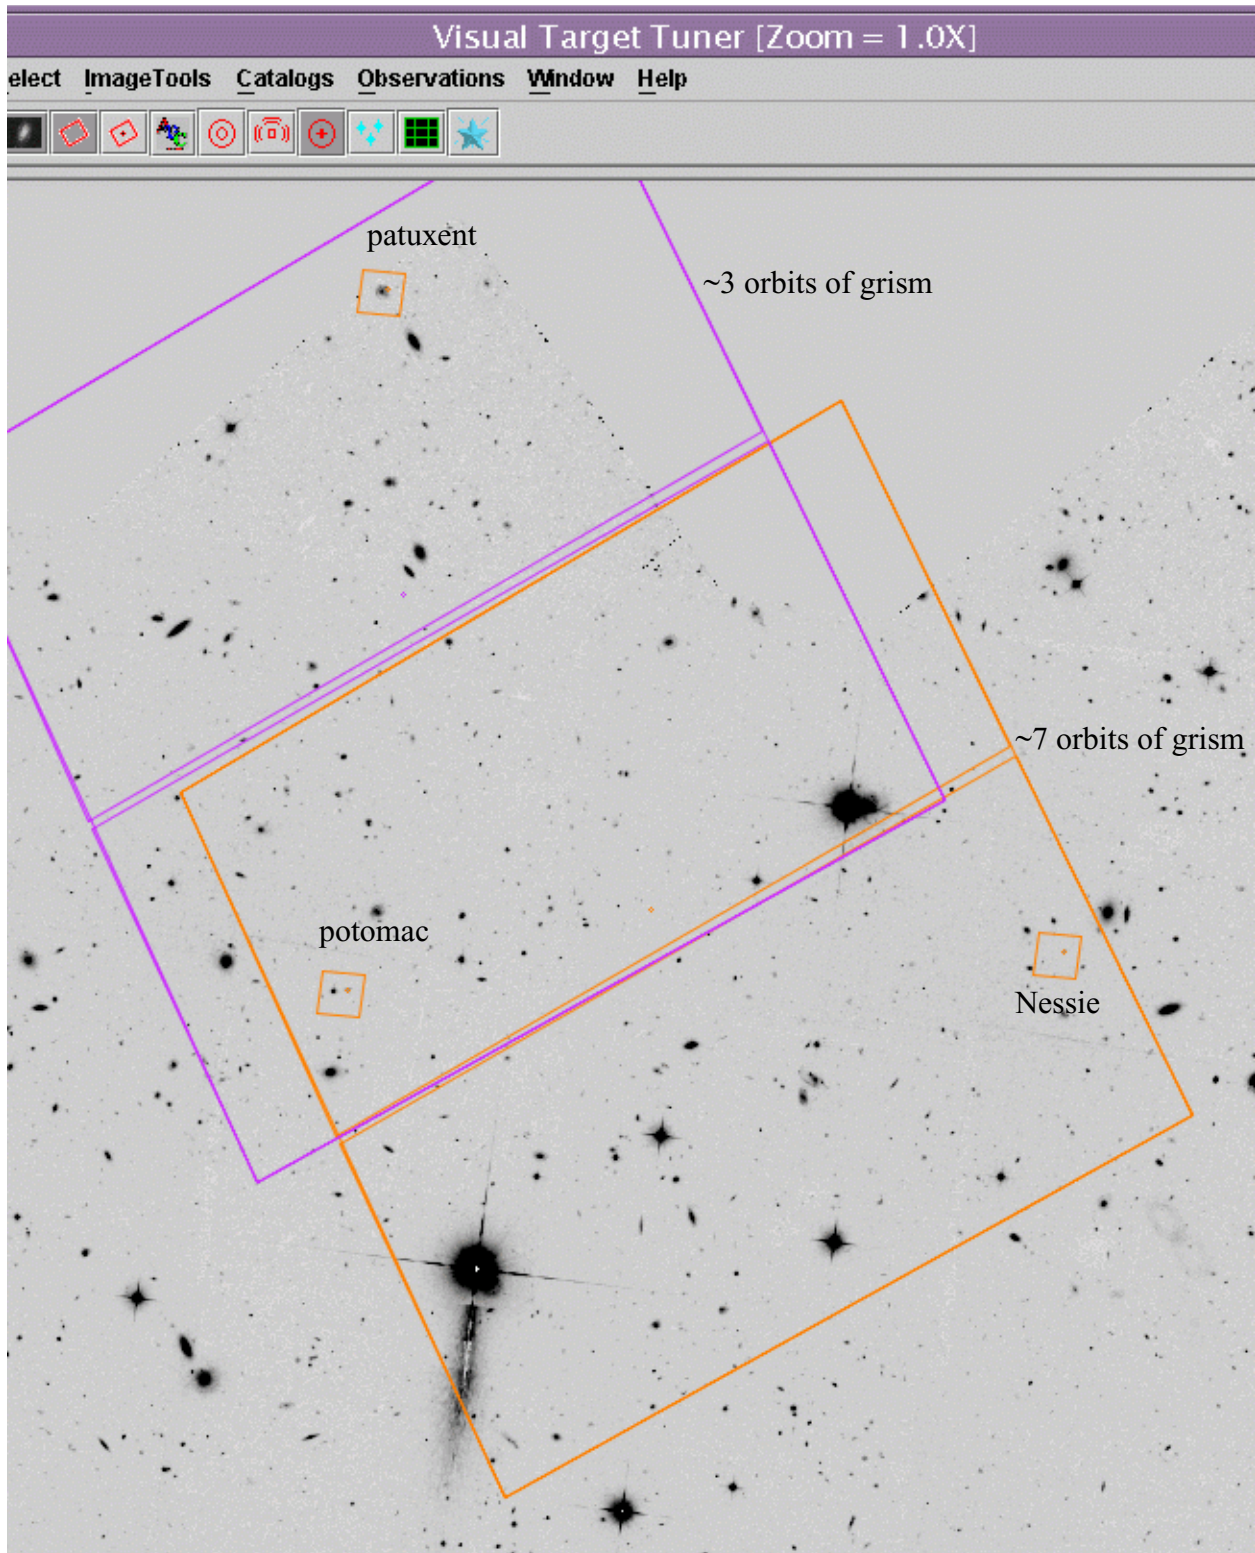 Visual Target Tuner [Zoom = 1.0X]
elect ImageTools Catalogs Observations Window Help
patuxent
~3 orbits of grism
~7 orbits of grism
potomac
Nessie